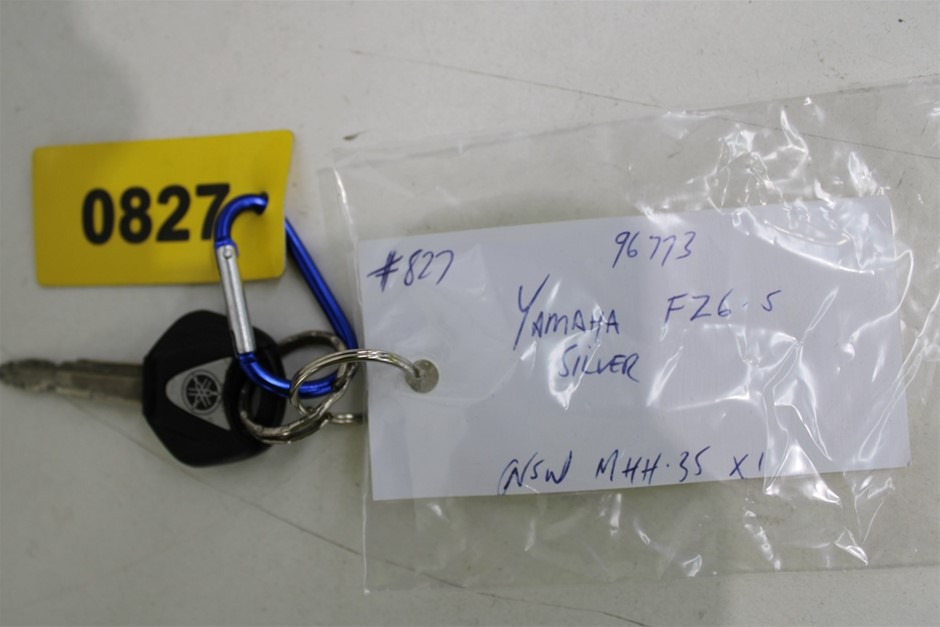 0827
#827
96773
YAMAHA FZ6-S
SILVER
NSW MHH·35 X1